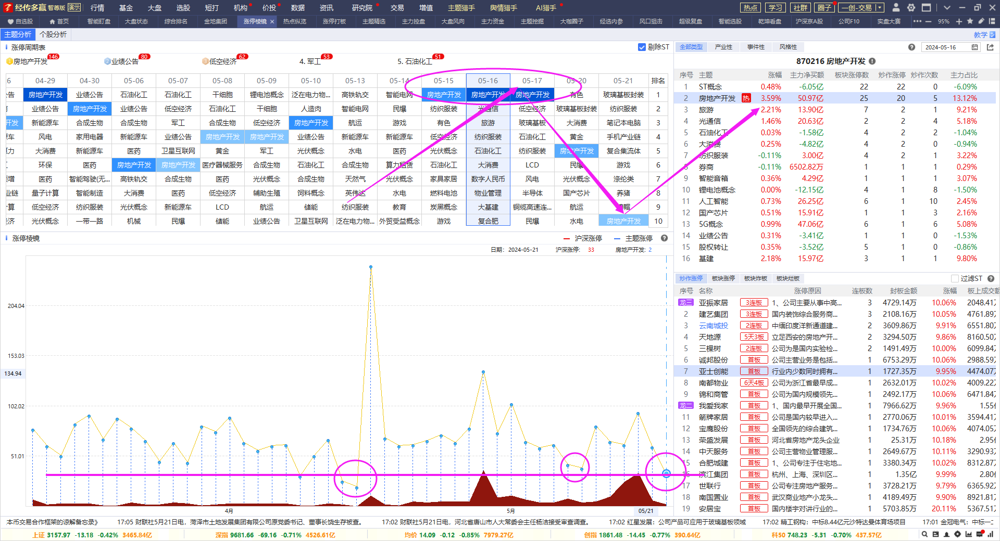 经传多赢 智尊版 演示 行情 基金 大盘 选股 短打 机构 价投 数据 资讯 研究院 交易 增值 主题猎手 舆情猎手 AI猎手 热点 学习 社群 圈子 一创-交易
自选股 首页 智能盯盘 大盘状态 综合排名 金地集团 涨停棱镜 热点纵览 涨停打板 主题精选 主力控盘 大盘风向 主力资金 主题挖掘 大咖圈子 经选内参 风口狙击 超级复盘 智能选股 乾坤看盘 沪深京A股 公司F10 实盘大赛 95%
主题分析 个股分析 教学
涨停周期表 剔除ST
房地产开发 146 业绩公告 80 低空经济 62 4. 军工 53 5. 石油化工 51
6 04-29 04-30 05-06 05-07 05-08 05-09 05-10 05-13 05-14 05-15 05-16 05-17 05-20 05-21 排名
公告 房地产开发 业绩公告 石油化工 石油化工 干细胞 锂电池概念 泛在电力物... 高铁轨交 智能电网 房地产开发 房地产开发 房地产开发 有色 玻璃基板封装 1
业绩公告 房地产开发 业绩公告 低空经济 石油化工 干细胞 人造肉 智能电网 民爆 纺织服装 光通信 低空经济 玻璃基板封装 纺织服装 2
开发 新能源车 合成生物 合成生物 军工 合成生物 低空经济 房地产开发 航运 游戏 有色 旅游 玻璃基板 大消费 笔记本电脑 3
源车 风电 家用电器 新能源车 业绩公告 房地产开发 房地产开发 业绩公告 新能源车 新能源车 低空经济 纺织服装 石油化工 黄金 手机产业链 4
算力 大消费 新能源车 医药 卫星互联网 黄金 军工 光伏概念 水电 医药 光伏概念 石油化工 纺织服装 房地产开发 复合集流体 5
环保 医药 房地产开发 房地产开发 医疗器械服务 合成生物 石油化工 合成生物 算力租赁 石油化工 大消费 LCD 民爆 游戏 6
预增 医药 智能驾驶(无... 高铁轨交 合成生物 医药 光伏概念 合成生物 天然气 光伏概念 家具家居 数字人民币 风电 光伏概念 涤纶类 7
业链 量子计算 智能制造 大消费 医药 低空经济 辅助生殖 饲料概念 英伟达 水电 燃料电池 物业管理 半导体 国产芯片 养猪 8
计算 低空经济 纺织服装 光伏概念 新能源车 LCD 航运 储能 纺织服装 教育 炭黑概念 大基建 铜缆高速连... 航运 帽 9
经济 光伏概念 一带一路 机械 民爆 储能 业绩公告 卫星互联网 泛在电力物... 外贸受益概念 游戏 复合肥 民爆 水电 房地产开发 10
涨停棱镜 沪深涨停 主题涨停
日期: 2024-05-21 沪深涨停: 33 房地产开发: 2
204.04
153.03
134.94
102.02
51.01
4月 5月 05/21
全部类型 产业性 事件性 风格性 2024-05-16
870216 房地产开发
序号 主题 涨幅 主力净买额 板块涨停数 炒作涨停 炒作次数 主力占比
1 ST概念 0.48% -6.05亿 22 22 0 -6.09%
2 房地产开发 热 3.59% 50.97亿 25 20 5 13.12%
3 旅游 2.21% 13.90亿 7 2 1 9.21%
4 光通信 1.46% 20.63亿 2 2 4 5.18%
5 石油化工 0.03% -1.58亿 4 2 2 -1.04%
6 大消费 0.25% -4.82亿 4 2 0 -0.94%
7 纺织服装 -0.11% 3.00亿 4 2 1 3.22%
8 券商 -0.11% 6502.82万 1 1 1 0.29%
9 智能音箱 0.36% 4.29亿 1 1 1 3.07%
10 锂电池概念 0.00% -12.15亿 4 1 8 -1.50%
11 人工智能 0.73% 26.25亿 6 1 10 2.45%
12 国产芯片 0.51% 15.91亿 1 1 3 2.16%
13 5G概念 0.99% 47.06亿 6 1 6 5.08%
14 业绩公告 0.31% -3.41亿 1 1 0 -1.53%
15 股权转让 0.35% -3.52亿 5 1 0 -0.86%
16 基建 2.18% 15.97亿 3 1 1 9.80%
炒作涨停 板块涨停 板块炸板 板块烂板 过滤ST
序号 名称 涨停原因 连板数 封板金额 涨幅 板上成交额
龙三 亚振家居 3连板 1、公司主要从事中高... 3 4729.14万 10.06% 2048.41万
2 建艺集团 3连板 国内装饰综合服务商... 3 2108.16万 10.05% 4761.89万
3 云南城投 2连板 中缅印度洋新通道建... 2 3609.86万 9.91% 6551.80万
4 天地源 5天3板 立足西安的房地产开... 2 3294.50万 9.86% 8160.50万
5 三棵树 2连板 公司为是国内实验检... 2 1491.49万 10.00% 6099.84万
6 诚邦股份 首板 公司主营业务是包括... 1 6753.29万 10.06% 2988.59万
7 亚士创能 首板 行业内少数同时拥有... 1 1727.35万 9.95% 4474.07万
8 南都物业 6天4板 公司为浙江省最早成... 1 2632.01万 10.02% 4009.22万
9 锦和商管 首板 公司为国内规模领先... 1 2492.17万 10.06% 6471.84万
龙二 我爱我家 首板 1、国内最早开展全国... 1 7966.62万 9.96% 1.55亿
11 箭牌家居 首板 公司是国内较早进入... 1 2770.06万 10.01% 3594.41万
12 宝鹰股份 首板 全国领先的综合建筑... 1 1734.76万 10.06% 4074.05万
13 荣盛发展 首板 河北省房地产龙头企业 1 25.31万 10.18% 2.95亿
14 中天服务 首板 公司主营物业管理服... 1 2649.67万 10.11% 3290.93万
15 合肥城建 首板 1、公司专注于住宅地... 1 3380.34万 10.02% 8312.87万
16 滨江集团 首板 杭州、上海、深圳区... 1 1.35亿 9.99% 2.80亿
17 世联行 首板 公司专注房地产服务... 1 3728.21万 9.79% 6365.92万
18 南国置业 首板 武汉商业地产小龙头... 1 4189.49万 9.90% 8921.81万
19 安居宝 首板 国内楼宇对讲行业的... 1 5703.85万 20.11% 5367.51万
本币交易合作框架的谅解备忘录》 17:05 财联社5月21日电，菏泽市土地发展集团有限公司原党委书记、董事长饶生存被查。 17:02 财联社5月21日电，河北省唐山市人大常委会主任杨洁接受审查调查。 17:02 红星发展：公司产品可应用于玻璃基板领域 17:02 精工钢构：中标8.44亿元沙特达曼体育场项目 17:01 金冠电气：中标一
上证 3157.97 -13.18 -0.42% 3465.84亿 深指 9681.66 -69.16 -0.71% 4526.61亿 均价 14.09 -0.12 -0.85% 7979.27亿 创指 1861.48 -14.45 -0.77% 390.64亿 科50 748.23 -5.31 -0.70% 437.57亿